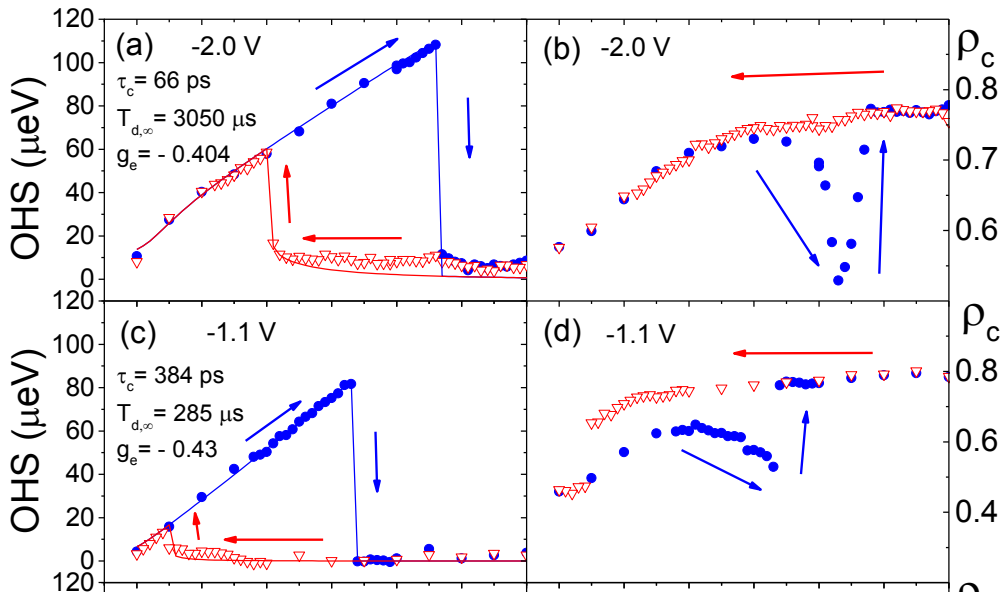 120
100
80
60
40
20
0
OHS (μeV)
(a)
-2.0 V
τc = 66 ps
Td,∞ = 3050 μs
ge= - 0.404
(b)
-2.0 V
ρc
0.8
0.7
0.6
120
100
80
60
40
20
0
120
OHS (μeV)
(c)
-1.1 V
τc = 384 ps
Td,∞ = 285 μs
ge= - 0.43
(d)
-1.1 V
ρc
0.8
0.6
0.4
0.2